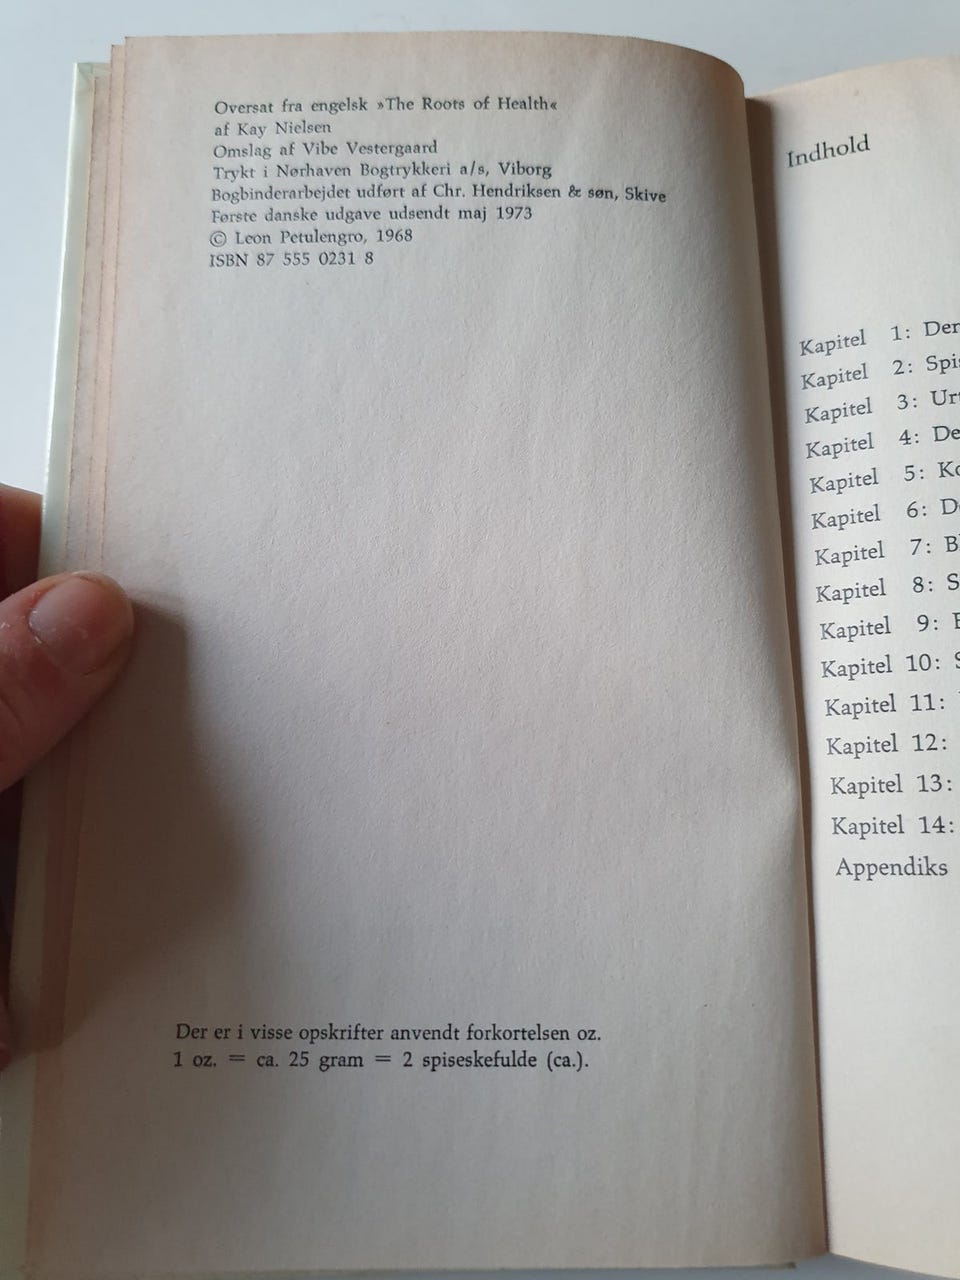 Oversat fra engelsk »The Roots of Health«
af Kay Nielsen
Omslag af Vibe Vestergaard
Trykt i Nørhaven Bogtrykkeri a/s, Viborg
Bogbinderarbejdet udført af Chr. Hendriksen & søn, Skive
Første danske udgave udsendt maj 1973
© Leon Petulengro, 1968
ISBN 87 555 0231 8
Der er i visse opskrifter anvendt forkortelsen oz.
1 oz. = ca. 25 gram = 2 spiseskefulde (ca.).
Indhold
Kapitel 1: Den
Kapitel 2:
Kapitel 3:
Kapitel 4:
Kapitel 5:
Kapitel 6:
Kapitel 7:
Kapitel 8:
Kapitel 9:
Kapitel 10:
Kapitel 11:
Kapitel 12:
Kapitel 13:
Kapitel 14:
Appendiks